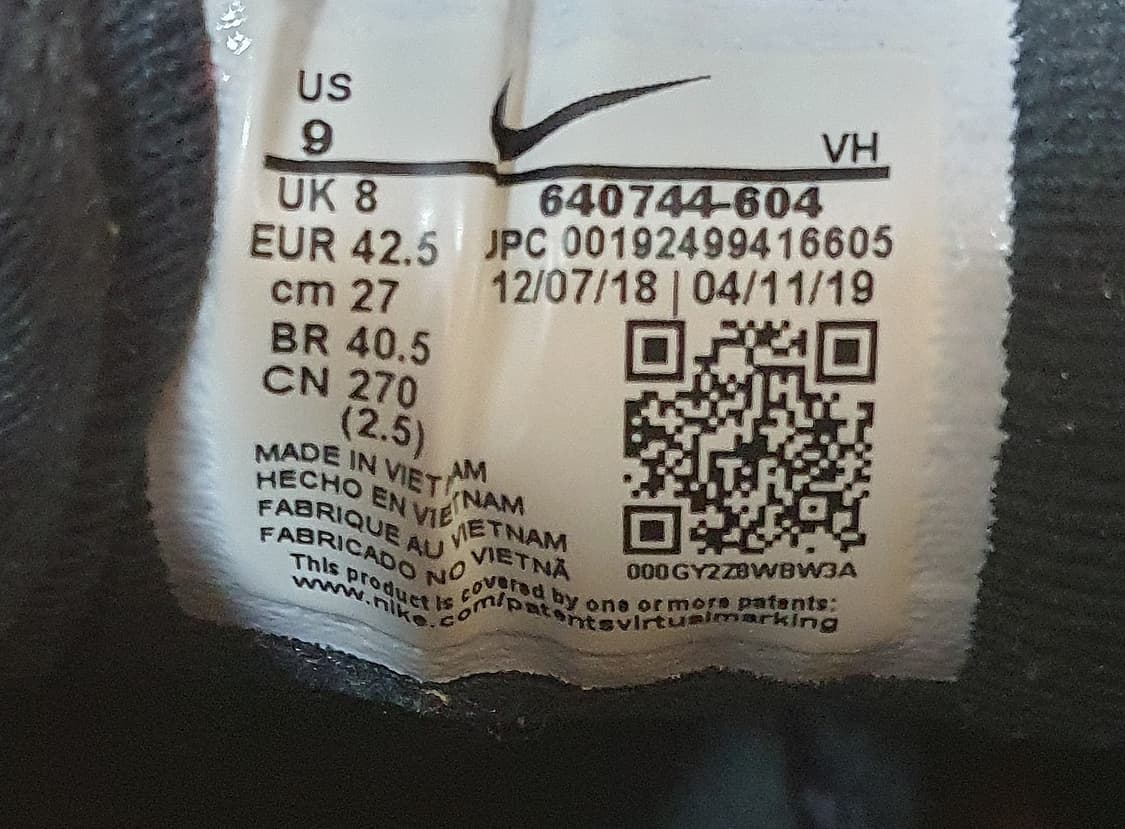 US
9
VH
UK 8
EUR 42.5
cm 27
BR 40.5
CN 270
(2.5)
640744-604
JPC 00192499416605
12/07/18 | 04/11/19
MADE IN VIETNAM
HECHO EN VIETNAM
FABRIQUE AU VIETNAM
FABRICADO NO VIETNÃ
000GY2Z8WBW3A
This product is covered by one or more patents:
www.nike.com/patentsvirtualmarking